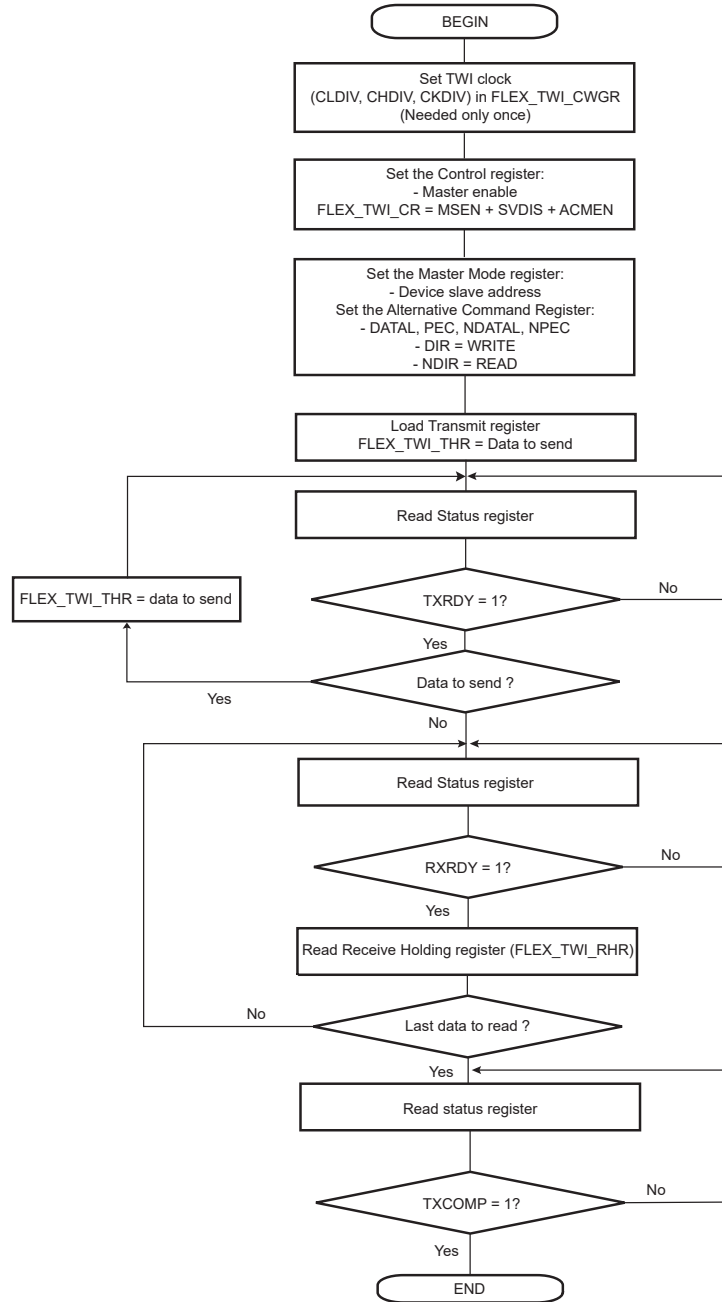 BEGIN
Set TWI clock
(CLDIV, CHDIV, CKDIV) in FLEX_TWI_CWGR
(Needed only once)
Set the Control register:
- Master enable
FLEX_TWI_CR = MSEN + SVDIS + ACMEN
Set the Master Mode register:
- Device slave address
Set the Alternative Command Register:
- DATAL, PEC, NDATAL, NPEC
- DIR = WRITE
- NDIR = READ
Load Transmit register
FLEX_TWI_THR = Data to send
Read Status register
FLEX_TWI_THR = data to send
TXRDY = 1?
No
Yes
Data to send ?
Yes
No
Read Status register
RXRDY = 1?
No
Yes
Read Receive Holding register (FLEX_TWI_RHR)
No
Last data to read ?
Yes
Read status register
TXCOMP = 1?
No
Yes
END